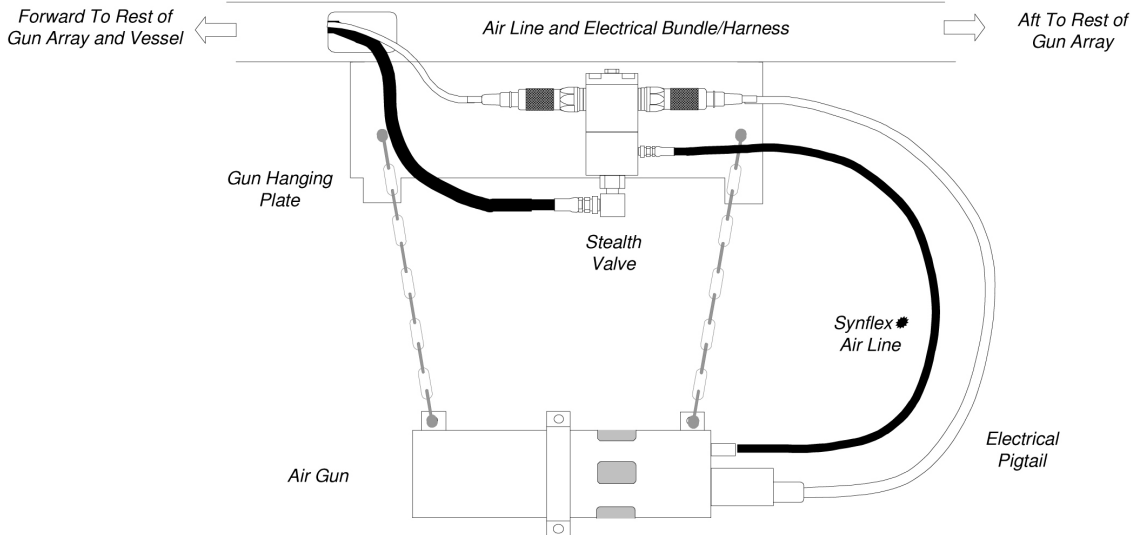 Forward To Rest of
Gun Array and Vessel
Air Line and Electrical Bundle/Harness
Aft To Rest of
Gun Array
Gun Hanging
Plate
Stealth
Valve
Synflex
Air Line
Electrical
Pigtail
Air Gun